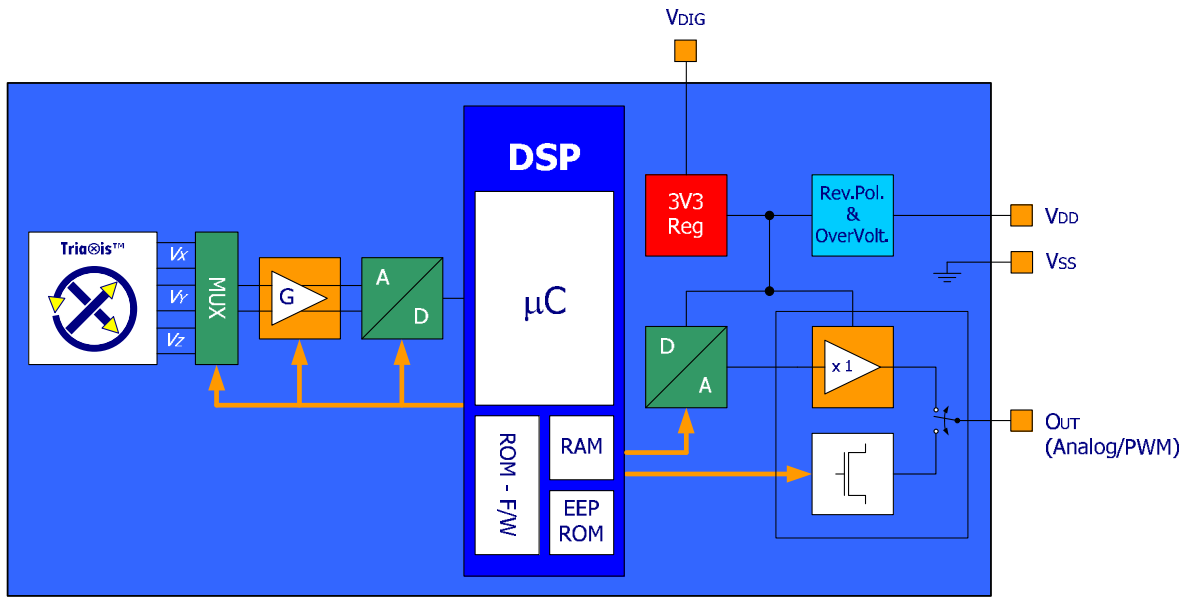 VDIG
DSP
3V3
Reg
Rev.Pol.
&
OverVolt.
VDD
VSS
Tria⊗is™
VX
VY
VZ
MUX
G
A
D
μC
D
A
x 1
OUT
(Analog/PWM)
ROM - F/W
RAM
EEP
ROM